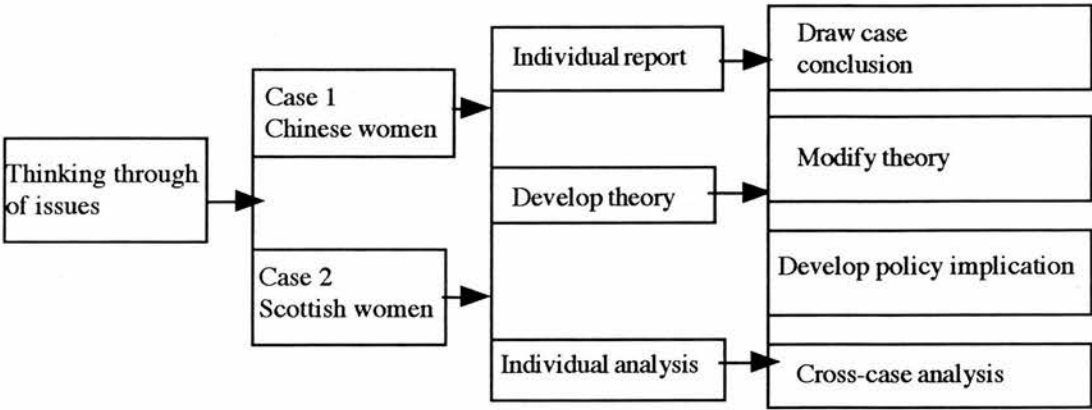 Thinking through
of issues
Case 1
Chinese women
Case 2
Scottish women
Individual report
Develop theory
Individual analysis
Draw case
conclusion
Modify theory
Develop policy implication
Cross-case analysis